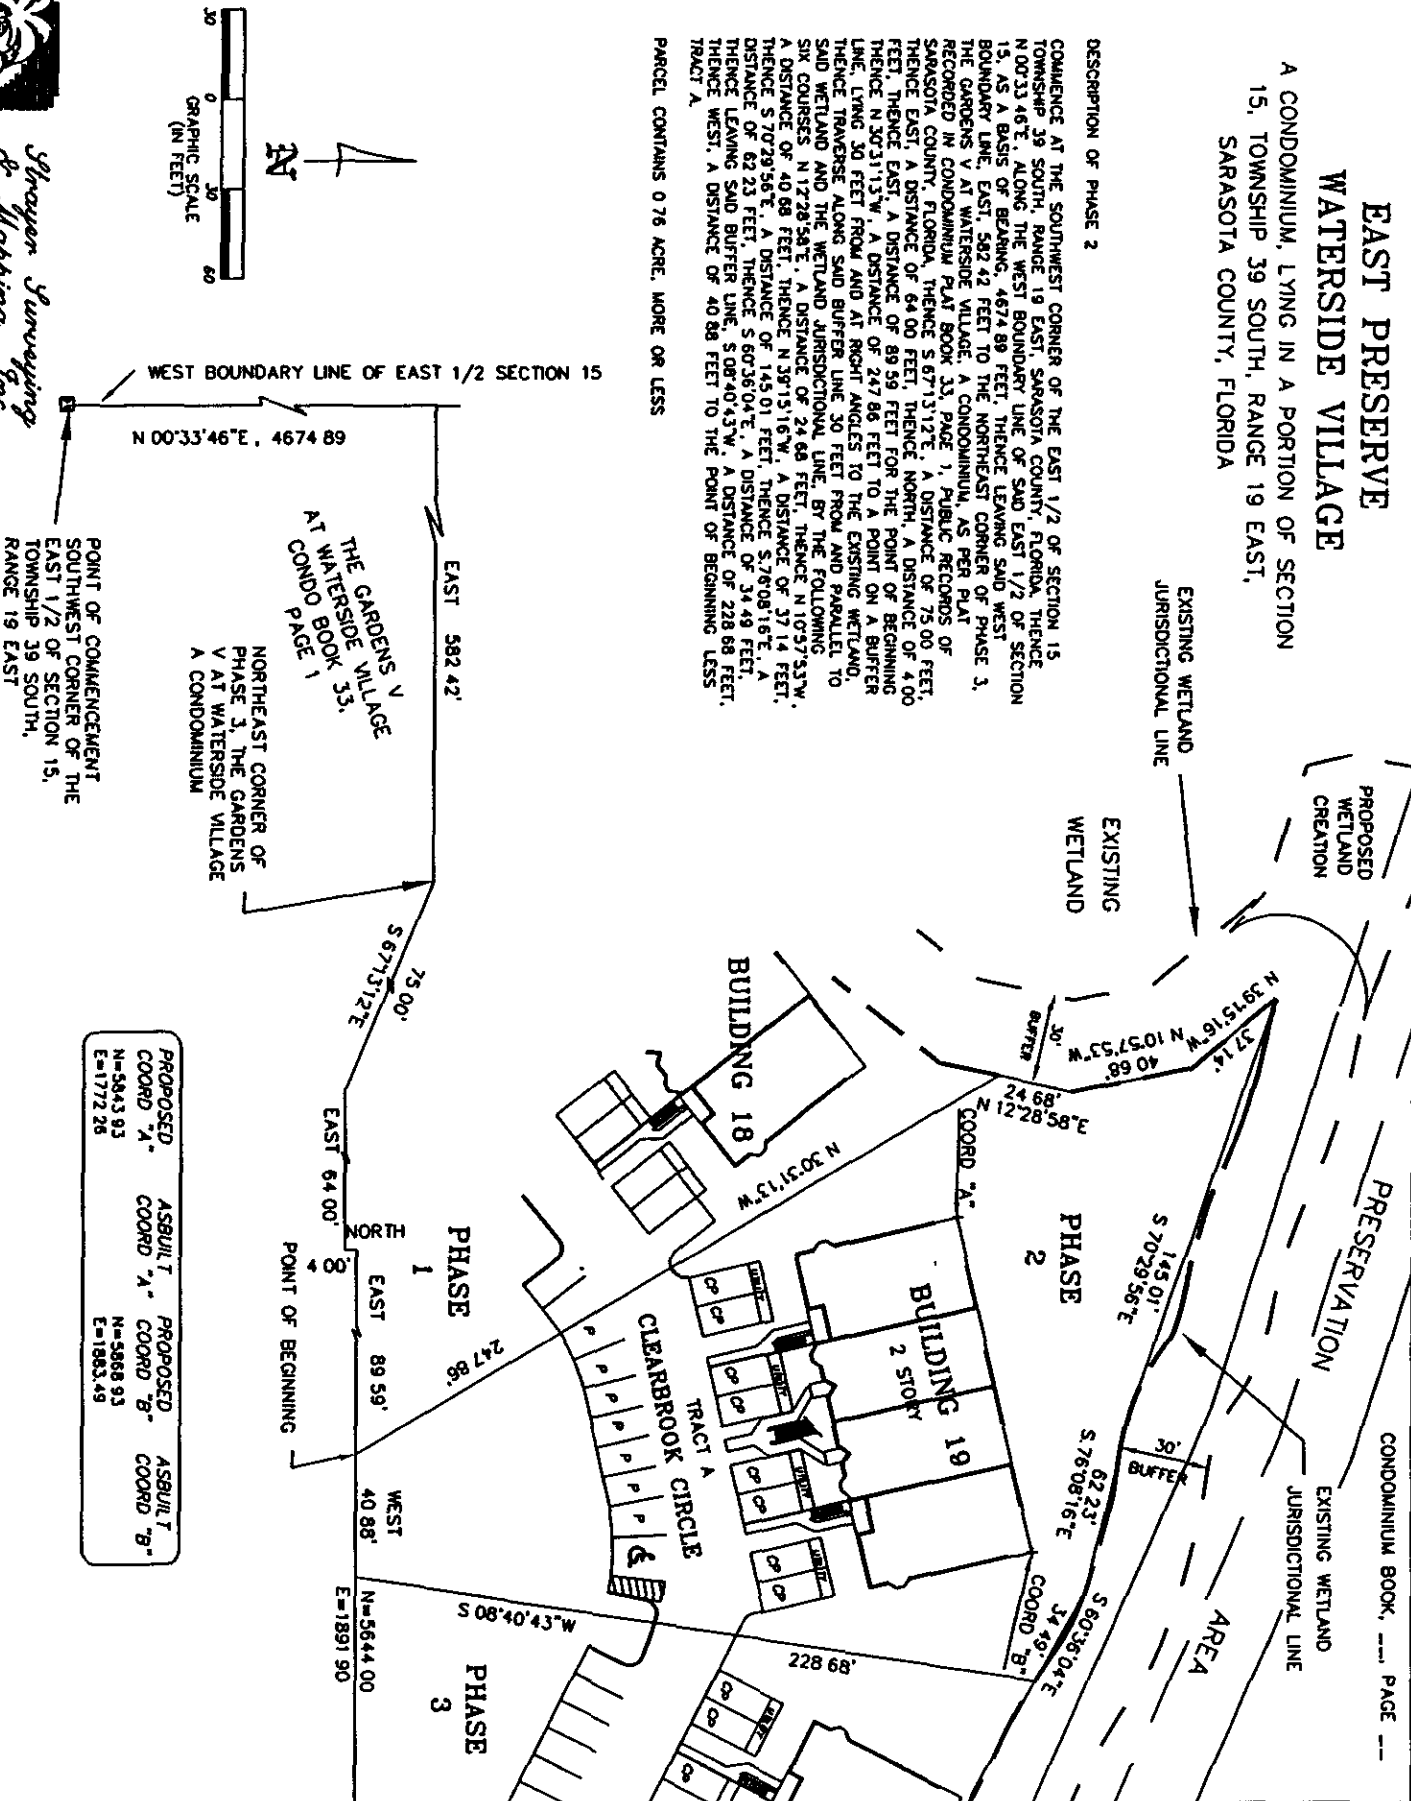 EAST PRESERVE
WATERSIDE VILLAGE
A CONDOMINIUM, LYING IN A PORTION OF SECTION
15, TOWNSHIP 39 SOUTH, RANGE 19 EAST,
SARASOTA COUNTY, FLORIDA
CONDOMINIUM BOOK, ___, PAGE __
DESCRIPTION OF PHASE 2
COMMENCE AT THE SOUTHWEST CORNER OF THE EAST 1/2 OF SECTION 15
TOWNSHIP 39 SOUTH, RANGE 19 EAST, SARASOTA COUNTY, FLORIDA, THENCE
N 00°33'46"E, ALONG THE WEST BOUNDARY LINE OF SAID EAST 1/2 OF SECTION
15, AS A BASIS OF BEARING, 4674 89 FEET, THENCE LEAVING SAID WEST
BOUNDARY LINE, EAST, 582 42 FEET TO THE NORTHEAST CORNER OF PHASE 3,
THE GARDENS V AT WATERSIDE VILLAGE, A CONDOMINIUM, AS PER PLAT
RECORDED IN CONDOMINIUM PLAT BOOK 33, PAGE 1, PUBLIC RECORDS OF
SARASOTA COUNTY, FLORIDA, THENCE S 67°13'12"E, A DISTANCE OF 75 00 FEET,
THENCE EAST, A DISTANCE OF 64 00 FEET, THENCE NORTH, A DISTANCE OF 4 00
FEET, THENCE EAST, A DISTANCE OF 89 59 FEET FOR THE POINT OF BEGINNING
THENCE N 30°31'13"W, A DISTANCE OF 247 86 FEET TO A POINT ON A BUFFER
LINE, LYING 30 FEET FROM AND AT RIGHT ANGLES TO THE EXISTING WETLAND,
THENCE TRAVERSE ALONG SAID BUFFER LINE 30 FEET FROM AND PARALLEL TO
SAID WETLAND AND THE WETLAND JURISDICTIONAL LINE, BY THE FOLLOWING
SIX COURSES N 12°28'58"E, A DISTANCE OF 24 68 FEET, THENCE N 10°57'53"W,
A DISTANCE OF 40 68 FEET, THENCE N 39°15'16"W, A DISTANCE OF 37 14 FEET,
THENCE S 70°29'56"E, A DISTANCE OF 145 01 FEET, THENCE S.76°08'16"E, A
DISTANCE OF 62 23 FEET, THENCE S 60°36'04"E, A DISTANCE OF 34 49 FEET,
THENCE LEAVING SAID BUFFER LINE, S 08°40'43"W, A DISTANCE OF 228 68 FEET,
THENCE WEST, A DISTANCE OF 40 88 FEET TO THE POINT OF BEGINNING LESS
TRACT A.
PARCEL CONTAINS 0 76 ACRE, MORE OR LESS
30 0 30 60
GRAPHIC SCALE
(IN FEET)
N
Strayer Surveying
& Mapping, Inc
WEST BOUNDARY LINE OF EAST 1/2 SECTION 15
N 00°33'46"E, 4674 89
POINT OF COMMENCEMENT
SOUTHWEST CORNER OF THE
EAST 1/2 OF SECTION 15,
TOWNSHIP 39 SOUTH,
RANGE 19 EAST
EAST 582 42'
THE GARDENS V
AT WATERSIDE VILLAGE
CONDO BOOK 33,
PAGE 1
NORTHEAST CORNER OF
PHASE 3, THE GARDENS
V AT WATERSIDE VILLAGE
A CONDOMINIUM
75 00'
S 67°13'12"E
EAST 64 00'
NORTH
4 00'
EAST 89 59'
POINT OF BEGINNING
WEST
40 88'
N=5644 00
E=1891 90
PROPOSED
WETLAND
CREATION
EXISTING WETLAND
JURISDICTIONAL LINE
EXISTING
WETLAND
30'
BUFFER
N 39°15'16"W
37 14'
N 10°57'53"W
40 68'
24 68'
N 12°28'58"E
COORD "A"
BUILDING 18
N 30°31'13"W
247 86'
PHASE
1
PHASE
2
PHASE
3
BUILDING 19
2 STORY
UTILITY
CP
CP
UTILITY
CP
CP
UTILITY
CP
CP
UTILITY
CP
CP
UTILITY
CP
CP
CP
TRACT A
CLEARBROOK CIRCLE
P
P
P
P
P
P
P
PRESERVATION
AREA
145.01'
S 70°29'56"E
62 23'
S.76°08'16"E
30'
BUFFER
EXISTING WETLAND
JURISDICTIONAL LINE
S 60°36'04"E
34 49'
COORD "B"
S 08°40'43"W
228 68'
PROPOSED ASBUILT PROPOSED ASBUILT
COORD "A" COORD "A" COORD "B" COORD "B"
N=5843 93 N=5868 93
E=1772 26 E=1883.49